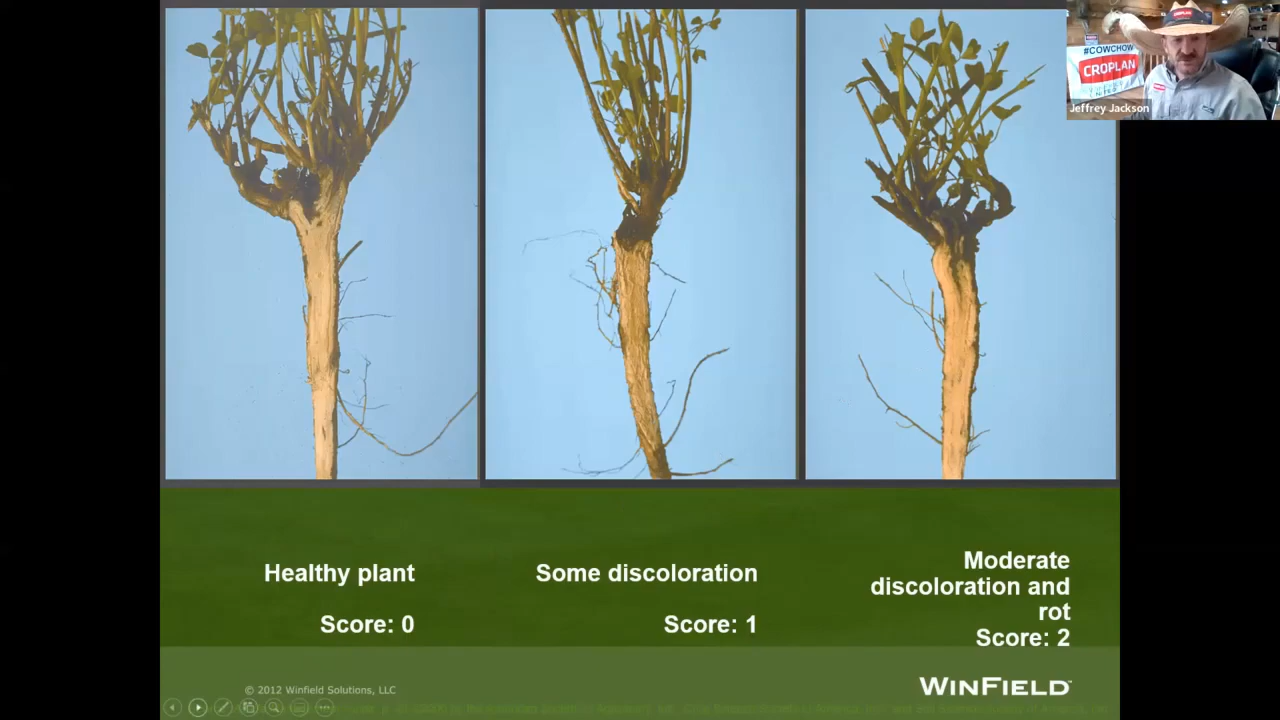 #COWCHOW
CROPLAN
Jeffrey Jackson
Healthy plant
Score: 0
Some discoloration
Score: 1
Moderate
discoloration and
rot
Score: 2
© 2012 Winfield Solutions, LLC
WINFIELD